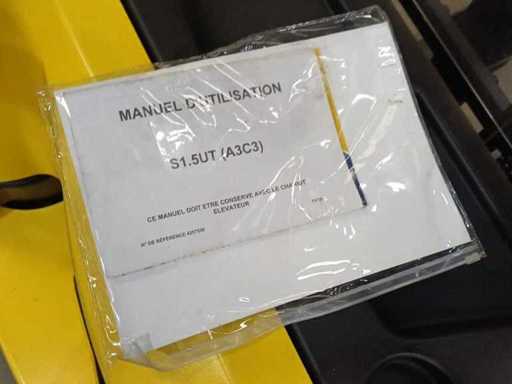 MANUEL D'UTILISATION
S1.5UT (A3C3)
CE MANUEL DOIT ETRE CONSERVE AVEC LE CHARIOT
ELEVATEUR
N° DE REFERENCE